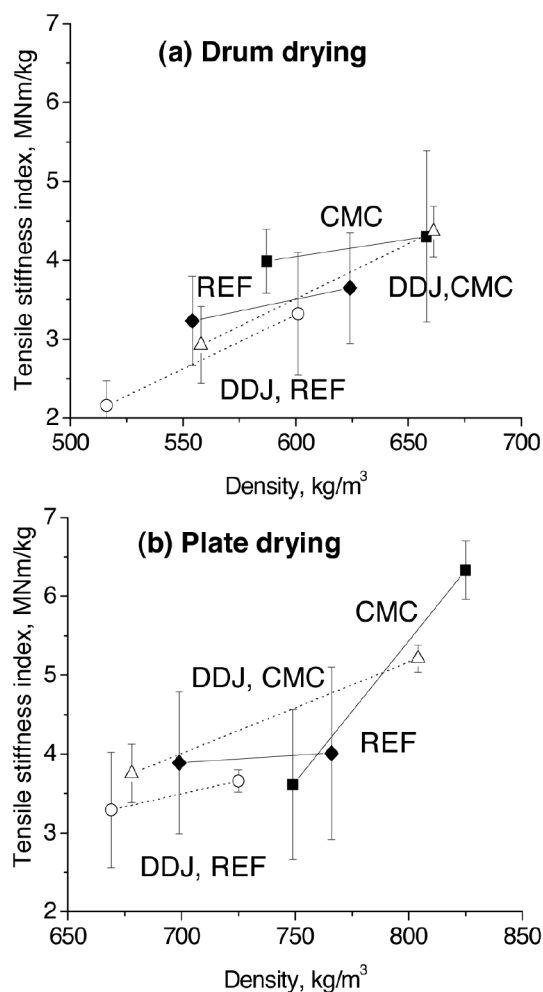 (a) Drum drying
Tensile stiffness index, MNm/kg
7
6
5
4
3
2
CMC
REF
DDJ,CMC
DDJ, REF
500 550 600 650 700
Density, kg/m³
(b) Plate drying
Tensile stiffness index, MNm/kg
7
6
5
4
3
2
CMC
DDJ, CMC
REF
DDJ, REF
650 700 750 800 850
Density, kg/m³